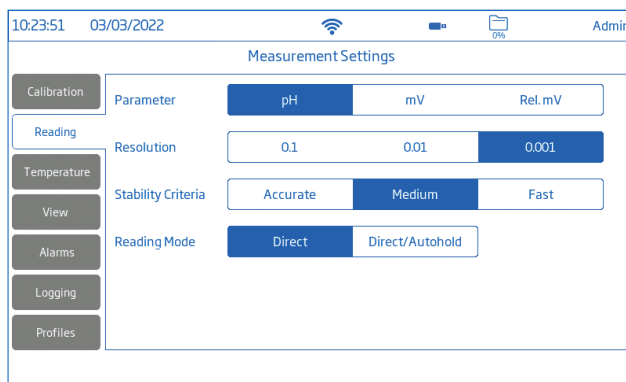 10:23:51 03/03/2022 0% Admin
Measurement Settings
Calibration
Reading
Temperature
View
Alarms
Logging
Profiles
Parameter pH mV Rel. mV
Resolution 0.1 0.01 0.001
Stability Criteria Accurate Medium Fast
Reading Mode Direct Direct/Autohold